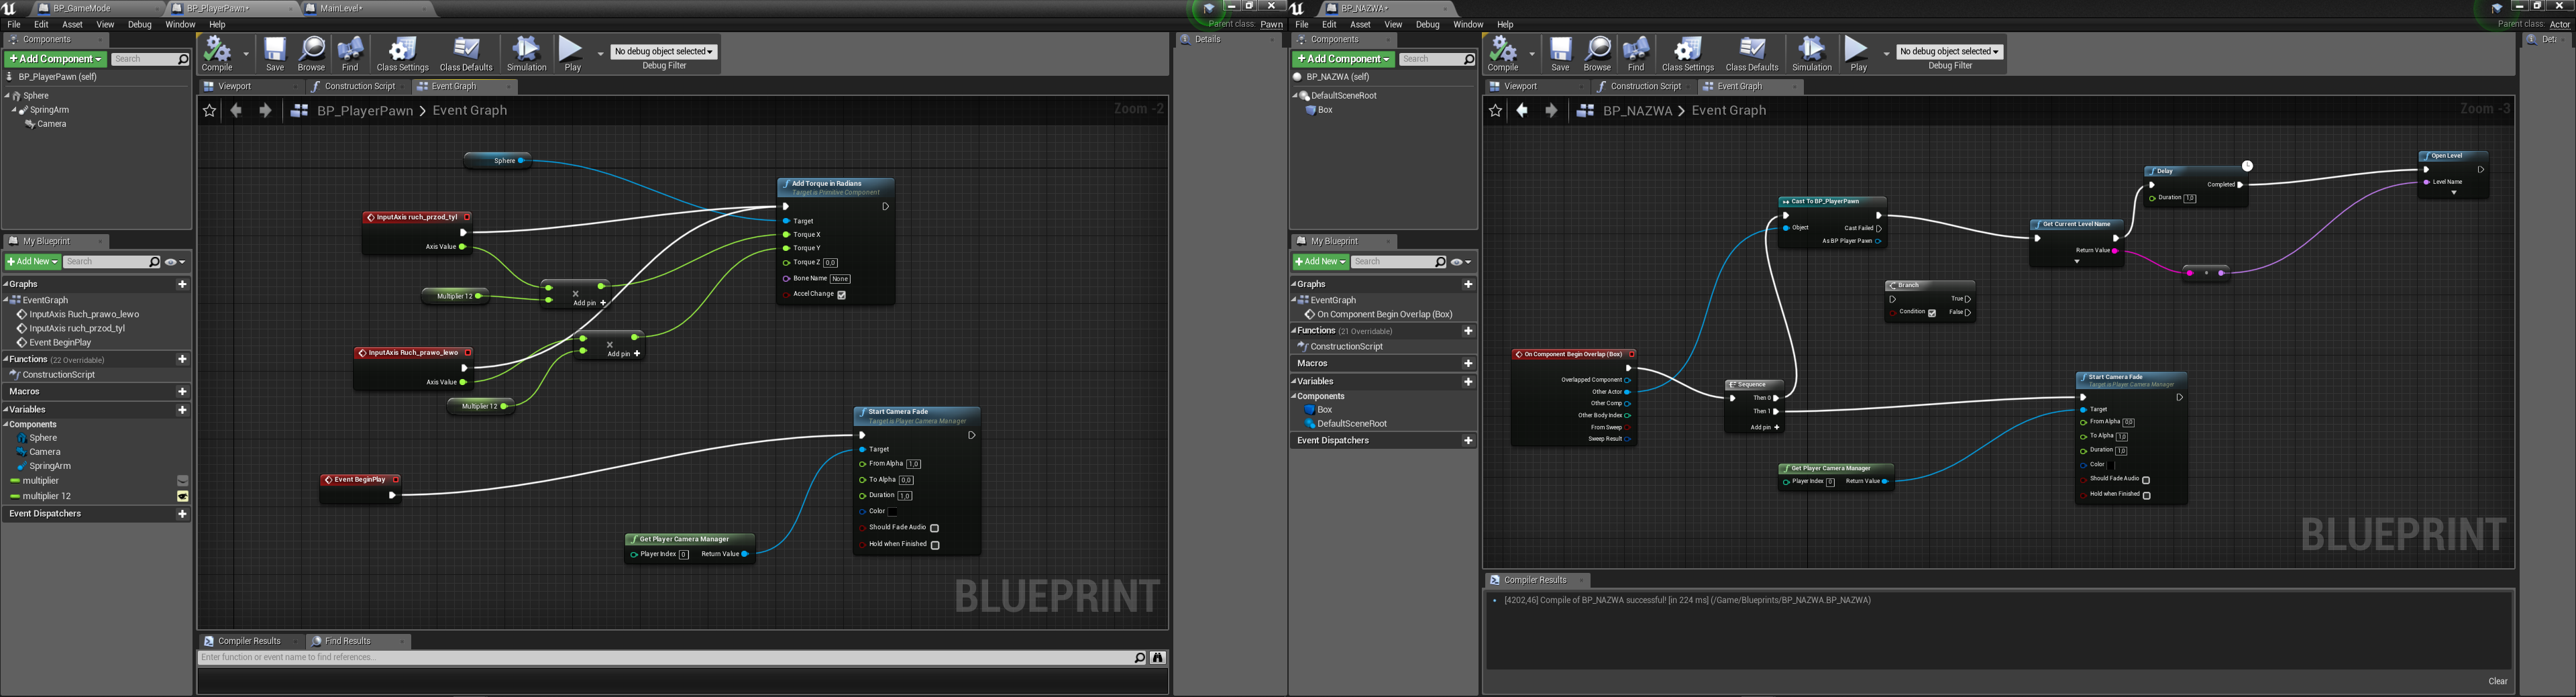 BP_GameMode
BP_PlayerPawn*
MainLevel*
Parent class: Pawn
File Edit Asset View Debug Window Help
Components
+ Add Component
Search
BP_PlayerPawn (self)
Sphere
SpringArm
Camera
Compile
Save
Browse
Find
Class Settings
Class Defaults
Simulation
Play
No debug object selected
Debug Filter
Details
Viewport
Construction Script
Event Graph
BP_PlayerPawn > Event Graph
Zoom -2
Sphere
Add Torque in Radians
Target is Primitive Component
Target
Torque X
Torque Y
Torque Z 0,0
Bone Name None
Accel Change
InputAxis ruch_przod_tyl
Axis Value
Multiplier 12
Add pin +
InputAxis Ruch_prawo_lewo
Axis Value
Multiplier 12
Add pin +
Event BeginPlay
Start Camera Fade
Target is Player Camera Manager
Target
From Alpha 1,0
To Alpha 0,0
Duration 1,0
Color
Should Fade Audio
Hold when Finished
Get Player Camera Manager
Player Index 0 Return Value
BLUEPRINT
My Blueprint
+ Add New
Search
Graphs
EventGraph
InputAxis Ruch_prawo_lewo
InputAxis ruch_przod_tyl
Event BeginPlay
Functions (22 Overridable)
ConstructionScript
Macros
Variables
Components
Sphere
Camera
SpringArm
multiplier
multiplier 12
Event Dispatchers
Compiler Results
Find Results
Enter function or event name to find references...
BP_NAZWA*
Parent class: Actor
File Edit Asset View Debug Window Help
Components
+ Add Component
Search
BP_NAZWA (self)
DefaultSceneRoot
Box
Compile
Save
Browse
Find
Class Settings
Class Defaults
Simulation
Play
No debug object selected
Debug Filter
Viewport
Construction Script
Event Graph
BP_NAZWA > Event Graph
Zoom -3
Open Level
Level Name
Delay
Completed
Duration 1,0
Cast To BP_PlayerPawn
Object
Cast Failed
As BP Player Pawn
Get Current Level Name
Return Value
Branch
True
Condition
False
On Component Begin Overlap (Box)
Overlapped Component
Other Actor
Other Comp
Other Body Index
From Sweep
Sweep Result
Sequence
Then 0
Then 1
Add pin +
Start Camera Fade
Target is Player Camera Manager
Target
From Alpha 0,0
To Alpha 1,0
Duration 1,0
Color
Should Fade Audio
Hold when Finished
Get Player Camera Manager
Player Index 0 Return Value
BLUEPRINT
My Blueprint
+ Add New
Search
Graphs
EventGraph
On Component Begin Overlap (Box)
Functions (21 Overridable)
ConstructionScript
Macros
Variables
Components
Box
DefaultSceneRoot
Event Dispatchers
Compiler Results
[4202,46] Compile of BP_NAZWA successful! [in 224 ms] (/Game/Blueprints/BP_NAZWA.BP_NAZWA)
Clear